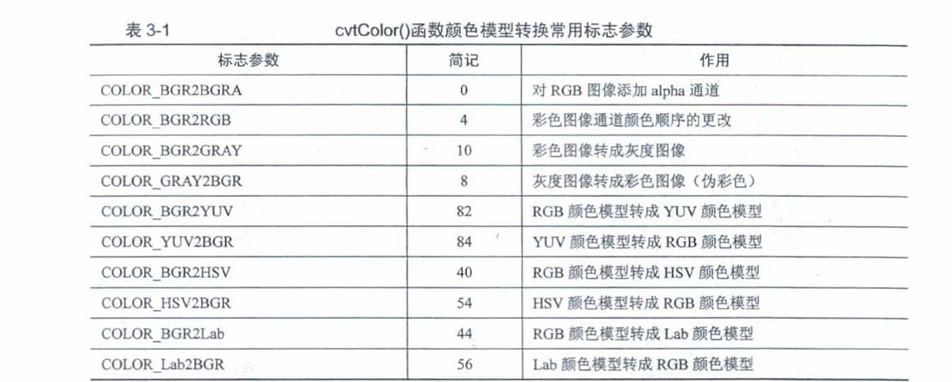 表 3-1 cvtColor()函数颜色模型转换常用标志参数
标志参数 简记 作用
COLOR_BGR2BGRA 0 对 RGB 图像添加 alpha 通道
COLOR_BGR2RGB 4 彩色图像通道颜色顺序的更改
COLOR_BGR2GRAY 10 彩色图像转成灰度图像
COLOR_GRAY2BGR 8 灰度图像转成彩色图像（伪彩色）
COLOR_BGR2YUV 82 RGB 颜色模型转成 YUV 颜色模型
COLOR_YUV2BGR 84 YUV 颜色模型转成 RGB 颜色模型
COLOR_BGR2HSV 40 RGB 颜色模型转成 HSV 颜色模型
COLOR_HSV2BGR 54 HSV 颜色模型转成 RGB 颜色模型
COLOR_BGR2Lab 44 RGB 颜色模型转成 Lab 颜色模型
COLOR_Lab2BGR 56 Lab 颜色模型转成 RGB 颜色模型